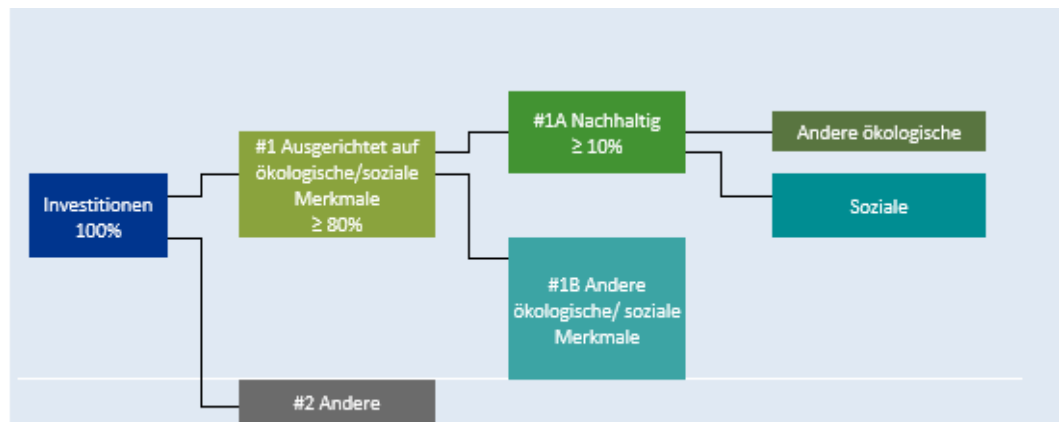 Investitionen
100%
#1 Ausgerichtet auf
ökologische/soziale
Merkmale
≥ 80%
#2 Andere
#1A Nachhaltig
≥ 10%
#1B Andere
ökologische/ soziale
Merkmale
Andere ökologische
Soziale